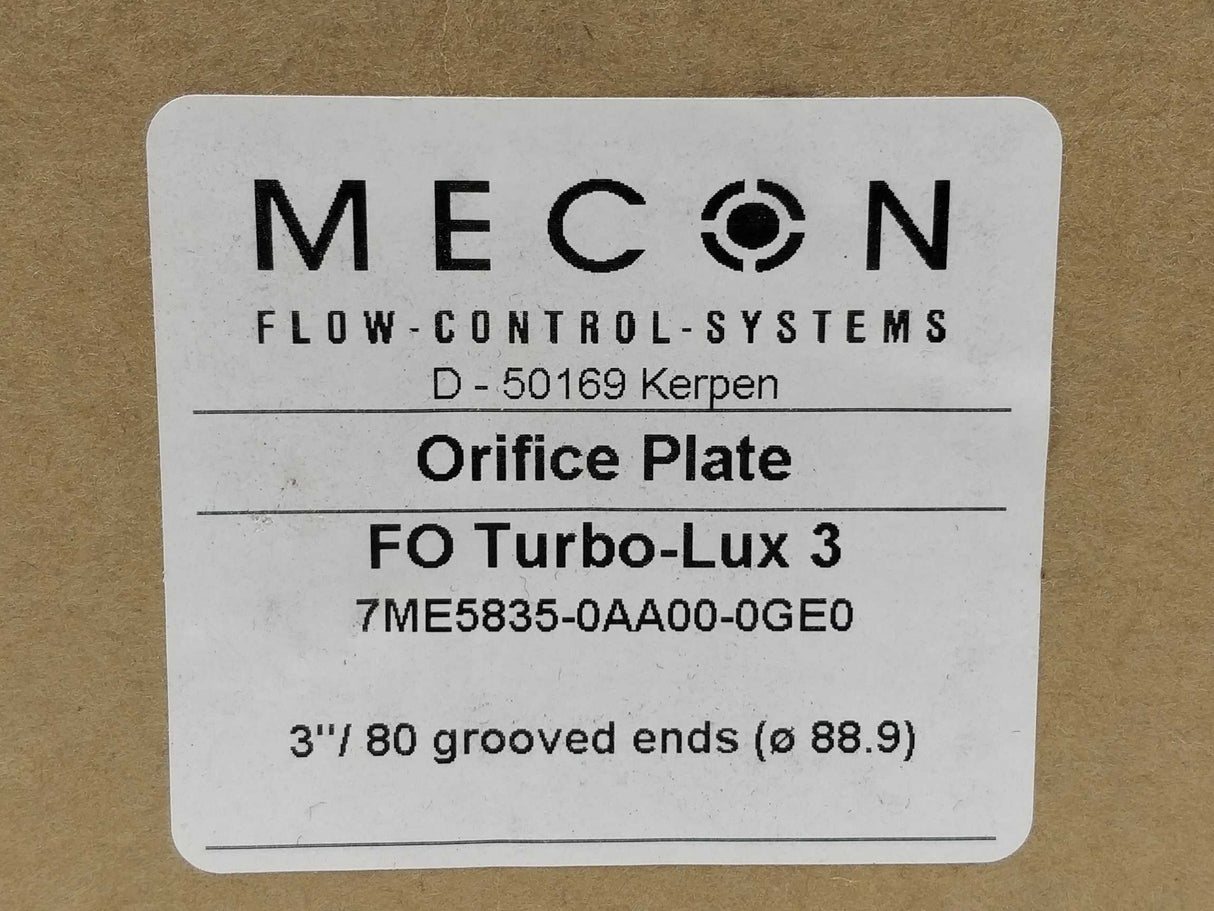 MECON
FLOW-CONTROL-SYSTEMS
D - 50169 Kerpen
Orifice Plate
FO Turbo-Lux 3
7ME5835-0AA00-0GE0
3"/ 80 grooved ends (ø 88.9)